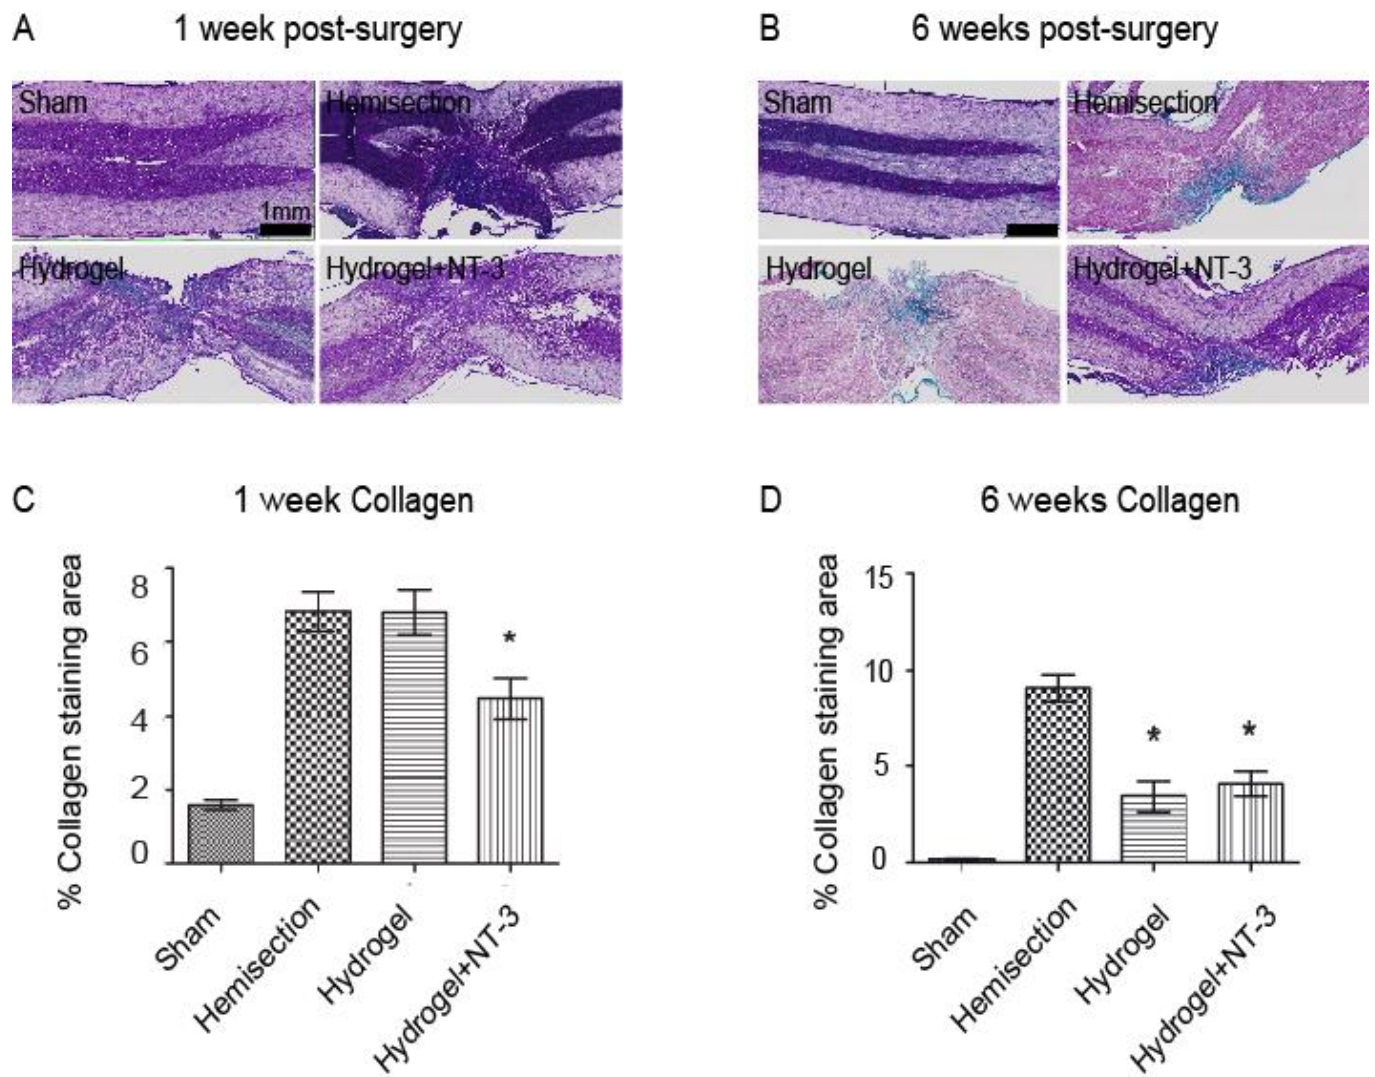 A
1 week post-surgery
B
6 weeks post-surgery
Sham
Hemisection
1mm
Hydrogel
Hydrogel+NT-3
Sham
Hemisection
Hydrogel
Hydrogel+NT-3
C
1 week Collagen
D
6 weeks Collagen
% Collagen staining area
8
6
4
2
0
*
Sham
Hemisection
Hydrogel
Hydrogel+NT-3
% Collagen staining area
15
10
5
0
*
*
Sham
Hemisection
Hydrogel
Hydrogel+NT-3